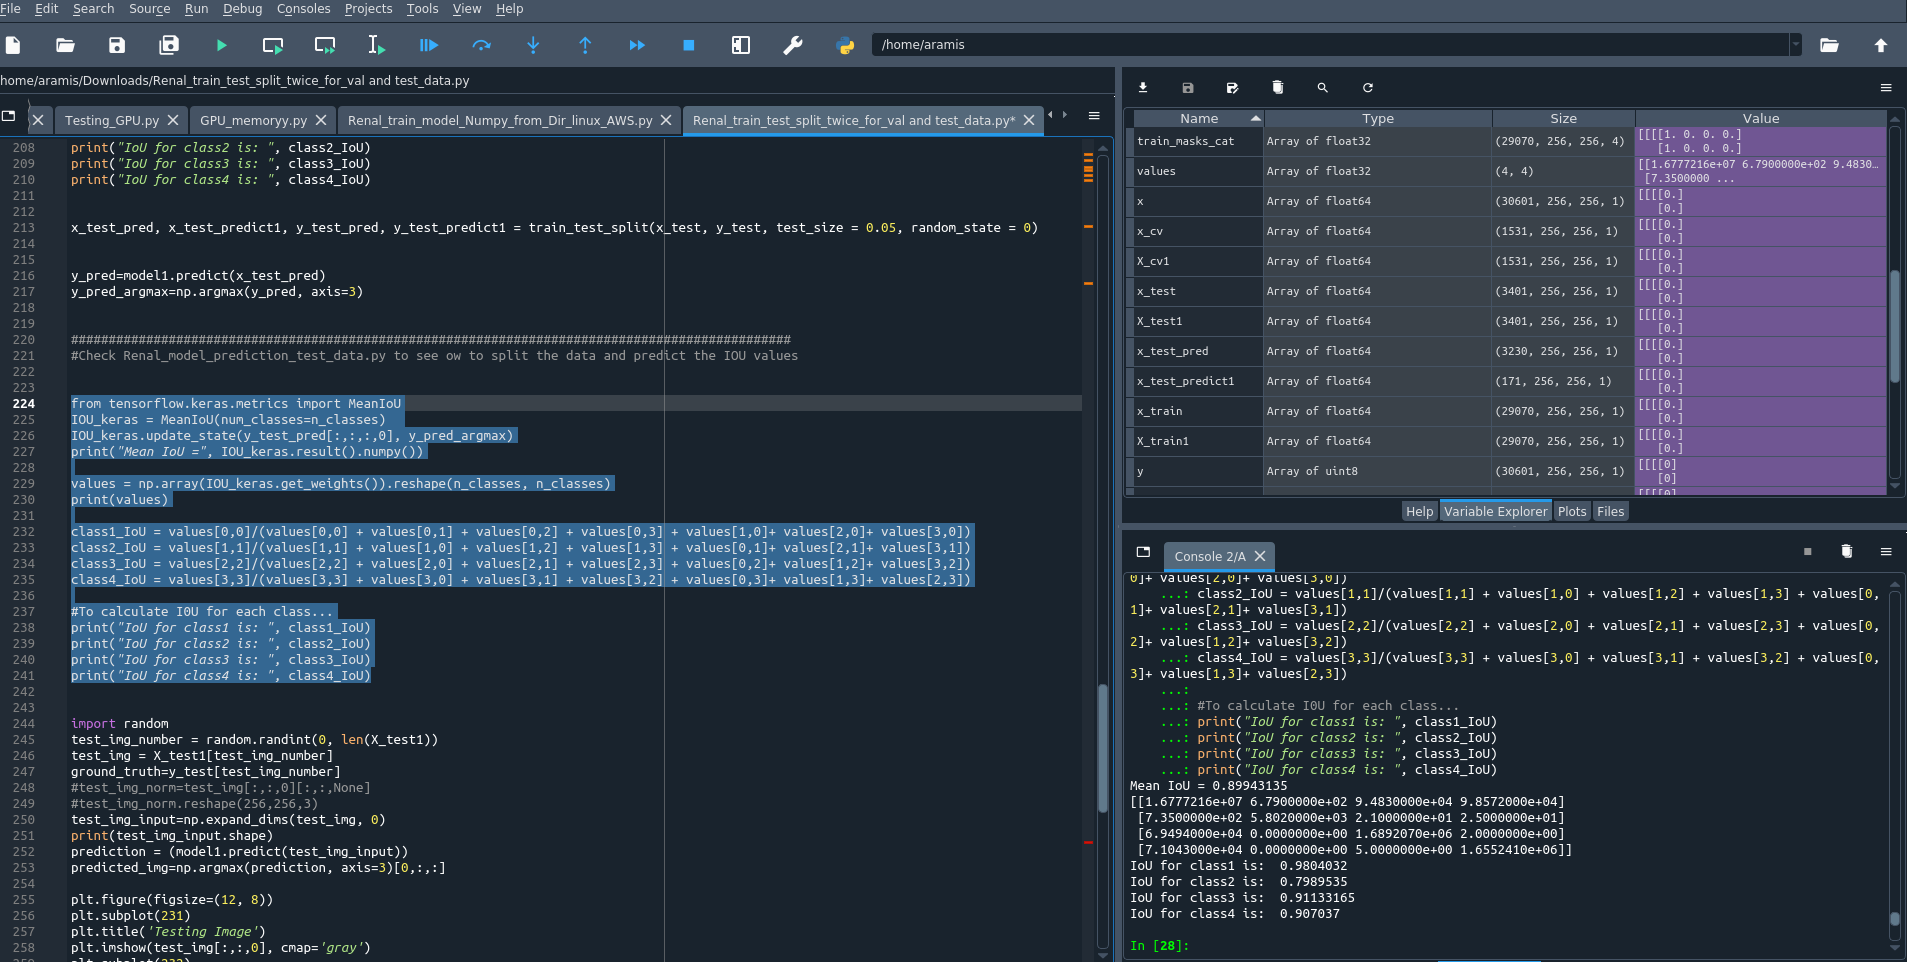 File Edit Search Source Run Debug Consoles Projects Tools View Help
/home/aramis
home/aramis/Downloads/Renal_train_test_split_twice_for_val and test_data.py
Testing_GPU.py GPU_memoryy.py Renal_train_model_Numpy_from_Dir_linux_AWS.py Renal_train_test_split_twice_for_val and test_data.py*
208 print("IoU for class2 is: ", class2_IoU)
209 print("IoU for class3 is: ", class3_IoU)
210 print("IoU for class4 is: ", class4_IoU)
211
212
213 x_test_pred, x_test_predict1, y_test_pred, y_test_predict1 = train_test_split(x_test, y_test, test_size = 0.05, random_state = 0)
214
215
216 y_pred=model1.predict(x_test_pred)
217 y_pred_argmax=np.argmax(y_pred, axis=3)
218
219
220 ################################################################################################
221 #Check Renal_model_prediction_test_data.py to see ow to split the data and predict the IOU values
222
223
224 from tensorflow.keras.metrics import MeanIoU
225 IOU_keras = MeanIoU(num_classes=n_classes)
226 IOU_keras.update_state(y_test_pred[:,:,:,0], y_pred_argmax)
227 print("Mean IoU =", IOU_keras.result().numpy())
228
229 values = np.array(IOU_keras.get_weights()).reshape(n_classes, n_classes)
230 print(values)
231
232 class1_IoU = values[0,0]/(values[0,0] + values[0,1] + values[0,2] + values[0,3] + values[1,0]+ values[2,0]+ values[3,0])
233 class2_IoU = values[1,1]/(values[1,1] + values[1,0] + values[1,2] + values[1,3] + values[0,1]+ values[2,1]+ values[3,1])
234 class3_IoU = values[2,2]/(values[2,2] + values[2,0] + values[2,1] + values[2,3] + values[0,2]+ values[1,2]+ values[3,2])
235 class4_IoU = values[3,3]/(values[3,3] + values[3,0] + values[3,1] + values[3,2] + values[0,3]+ values[1,3]+ values[2,3])
236
237 #To calculate I0U for each class...
238 print("IoU for class1 is: ", class1_IoU)
239 print("IoU for class2 is: ", class2_IoU)
240 print("IoU for class3 is: ", class3_IoU)
241 print("IoU for class4 is: ", class4_IoU)
242
243
244 import random
245 test_img_number = random.randint(0, len(X_test1))
246 test_img = X_test1[test_img_number]
247 ground_truth=y_test[test_img_number]
248 #test_img_norm=test_img[:,:,0][:,:,None]
249 #test_img_norm.reshape(256,256,3)
250 test_img_input=np.expand_dims(test_img, 0)
251 print(test_img_input.shape)
252 prediction = (model1.predict(test_img_input))
253 predicted_img=np.argmax(prediction, axis=3)[0,:,:]
254
255 plt.figure(figsize=(12, 8))
256 plt.subplot(231)
257 plt.title('Testing Image')
258 plt.imshow(test_img[:,:,0], cmap='gray')
Name Type Size Value
train_masks_cat Array of float32 (29070, 256, 256, 4) [[[[1. 0. 0. 0.]
[1. 0. 0. 0.]
values Array of float32 (4, 4) [[1.6777216e+07 6.7900000e+02 9.4830…
[7.3500000 ...
x Array of float64 (30601, 256, 256, 1) [[[[0.]
[0.]
x_cv Array of float64 (1531, 256, 256, 1) [[[[0.]
[0.]
X_cv1 Array of float64 (1531, 256, 256, 1) [[[[0.]
[0.]
x_test Array of float64 (3401, 256, 256, 1) [[[[0.]
[0.]
X_test1 Array of float64 (3401, 256, 256, 1) [[[[0.]
[0.]
x_test_pred Array of float64 (3230, 256, 256, 1) [[[[0.]
[0.]
x_test_predict1 Array of float64 (171, 256, 256, 1) [[[[0.]
[0.]
x_train Array of float64 (29070, 256, 256, 1) [[[[0.]
[0.]
X_train1 Array of float64 (29070, 256, 256, 1) [[[[0.]
[0.]
y Array of uint8 (30601, 256, 256, 1) [[[[0]
[0]
Help Variable Explorer Plots Files
Console 2/A
0]+ values[2,0]+ values[3,0])
...: class2_IoU = values[1,1]/(values[1,1] + values[1,0] + values[1,2] + values[1,3] + values[0,
1]+ values[2,1]+ values[3,1])
...: class3_IoU = values[2,2]/(values[2,2] + values[2,0] + values[2,1] + values[2,3] + values[0,
2]+ values[1,2]+ values[3,2])
...: class4_IoU = values[3,3]/(values[3,3] + values[3,0] + values[3,1] + values[3,2] + values[0,
3]+ values[1,3]+ values[2,3])
...:
...: #To calculate I0U for each class...
...: print("IoU for class1 is: ", class1_IoU)
...: print("IoU for class2 is: ", class2_IoU)
...: print("IoU for class3 is: ", class3_IoU)
...: print("IoU for class4 is: ", class4_IoU)
Mean IoU = 0.89943135
[[1.6777216e+07 6.7900000e+02 9.4830000e+04 9.8572000e+04]
[7.3500000e+02 5.8020000e+03 2.1000000e+01 2.5000000e+01]
[6.9494000e+04 0.0000000e+00 1.6892070e+06 2.0000000e+00]
[7.1043000e+04 0.0000000e+00 5.0000000e+00 1.6552410e+06]]
IoU for class1 is:  0.9804032
IoU for class2 is:  0.7989535
IoU for class3 is:  0.91133165
IoU for class4 is:  0.907037
In [28]: